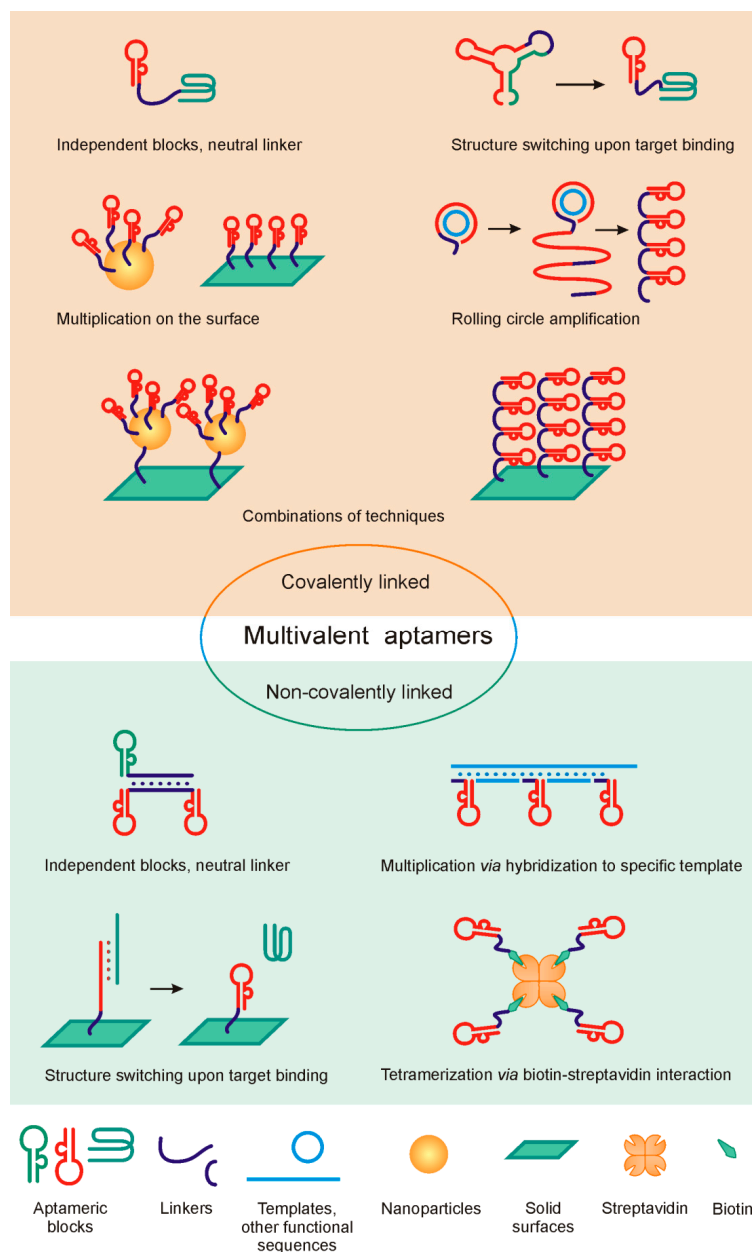 Independent blocks, neutral linker
Structure switching upon target binding
Multiplication on the surface
Rolling circle amplification
Combinations of techniques
Covalently linked
Multivalent aptamers
Non-covalently linked
Independent blocks, neutral linker
Multiplication via hybridization to specific template
Structure switching upon target binding
Tetramerization via biotin-streptavidin interaction
Aptameric
blocks
Linkers
Templates,
other functional
sequences
Nanoparticles
Solid
surfaces
Streptavidin
Biotin